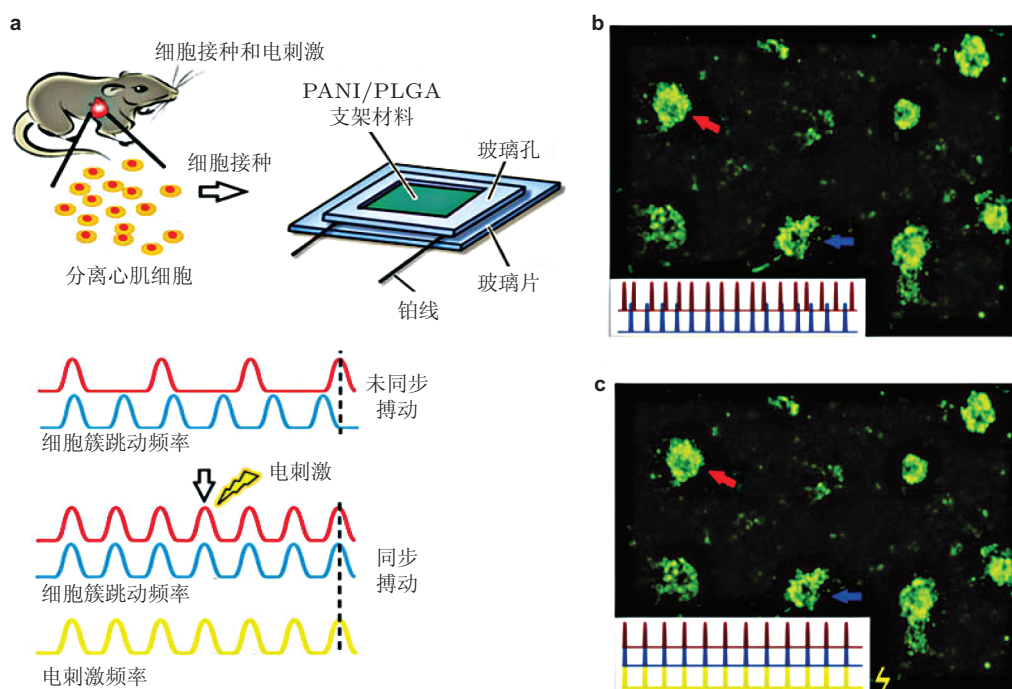 a
细胞接种和电刺激
PANI/PLGA
支架材料
玻璃孔
细胞接种
分离心肌细胞
玻璃片
铂线
未同步
搏动
细胞簇跳动频率
电刺激
同步
搏动
细胞簇跳动频率
电刺激频率
b
c